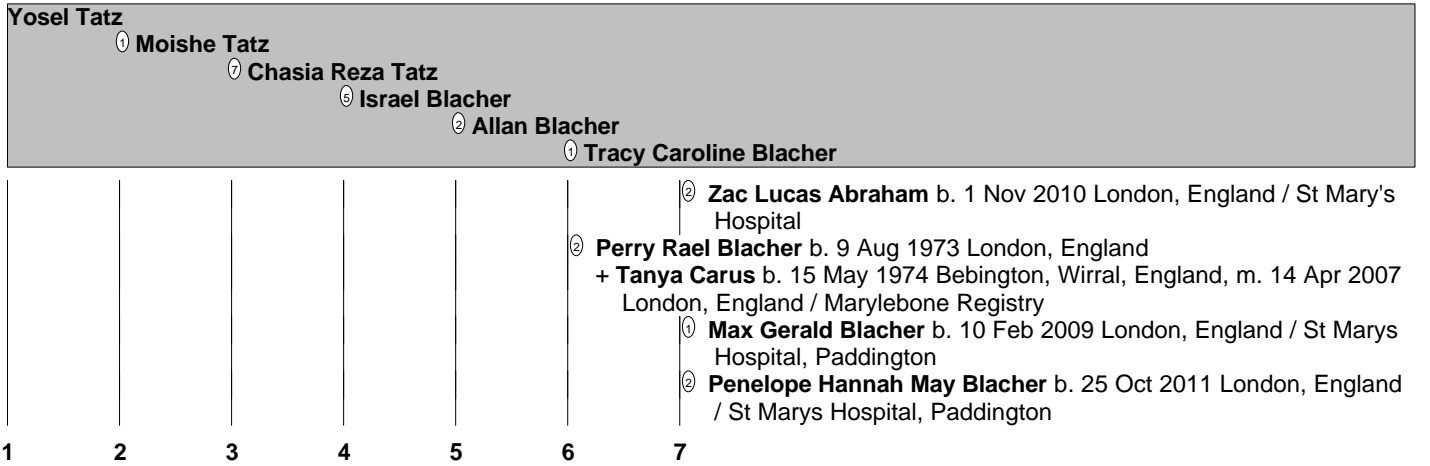 Yosel Tatz
1 Moishe Tatz
7 Chasia Reza Tatz
5 Israel Blacher
2 Allan Blacher
1 Tracy Caroline Blacher
2 Zac Lucas Abraham b. 1 Nov 2010 London, England / St Mary's
Hospital
2 Perry Rael Blacher b. 9 Aug 1973 London, England
+ Tanya Carus b. 15 May 1974 Bebington, Wirral, England, m. 14 Apr 2007
London, England / Marylebone Registry
1 Max Gerald Blacher b. 10 Feb 2009 London, England / St Marys
Hospital, Paddington
2 Penelope Hannah May Blacher b. 25 Oct 2011 London, England
/ St Marys Hospital, Paddington
1 2 3 4 5 6 7